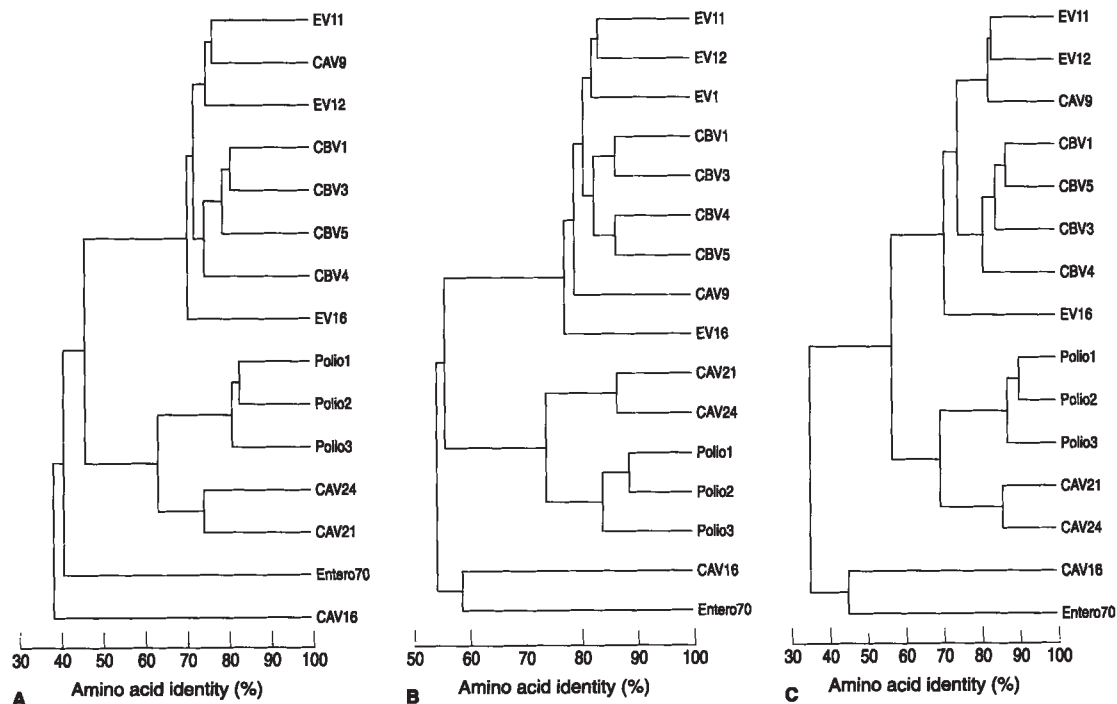 EV11
CAV9
EV12
CBV1
CBV3
CBV5
CBV4
EV16
Polio1
Polio2
Polio3
CAV24
CAV21
Entero70
CAV16
30 40 50 60 70 80 90 100
A Amino acid identity (%)
EV11
EV12
EV1
CBV1
CBV3
CBV4
CBV5
CAV9
EV16
CAV21
CAV24
Polio1
Polio2
Polio3
CAV16
Entero70
50 60 70 80 90 100
B Amino acid identity (%)
EV11
EV12
CAV9
CBV1
CBV5
CBV3
CBV4
EV16
Polio1
Polio2
Polio3
CAV21
CAV24
CAV16
Entero70
30 40 50 60 70 80 90 100
C Amino acid identity (%)